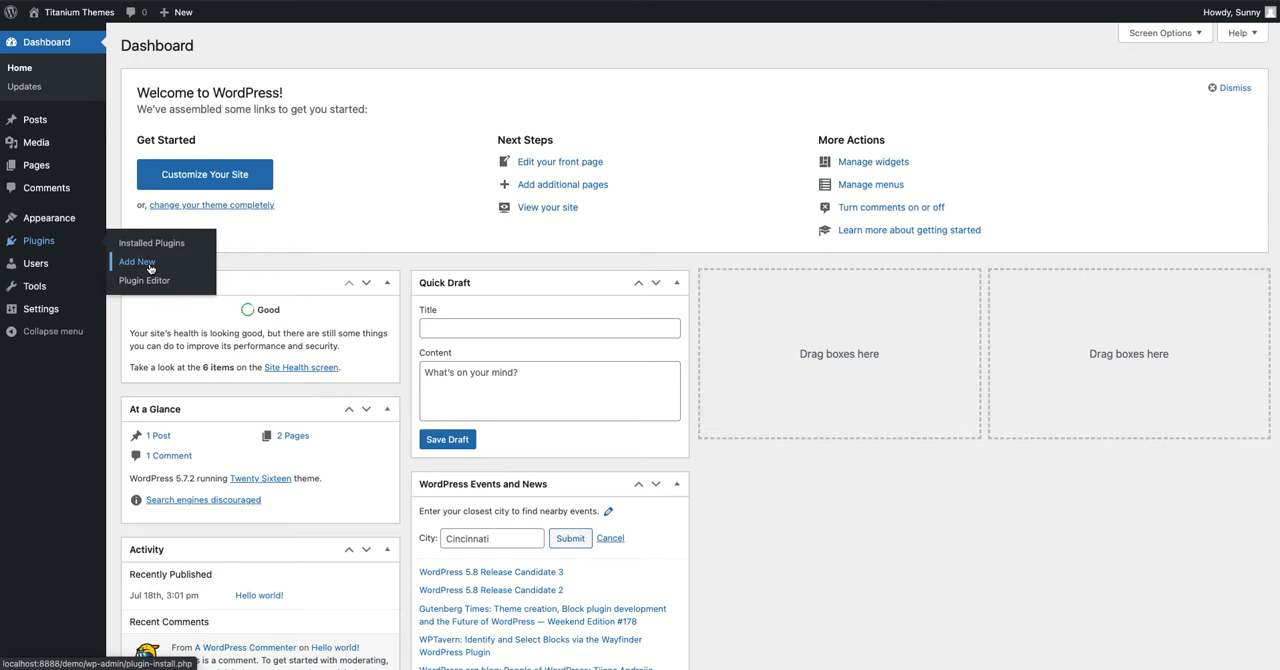 Titanium Themes
0
New
Howdy, Sunny
Dashboard
Home
Updates
Posts
Media
Pages
Comments
Appearance
Plugins
Users
Tools
Settings
Collapse menu
Installed Plugins
Add New
Plugin Editor
Dashboard
Screen Options ▼
Help ▼
Welcome to WordPress!
We've assembled some links to get you started:
Dismiss
Get Started
Customize Your Site
or, change your theme completely
Next Steps
Edit your front page
Add additional pages
View your site
More Actions
Manage widgets
Manage menus
Turn comments on or off
Learn more about getting started
Good
Your site's health is looking good, but there are still some things
you can do to improve its performance and security.
Take a look at the 6 items on the Site Health screen.
At a Glance
1 Post
2 Pages
1 Comment
WordPress 5.7.2 running Twenty Sixteen theme.
Search engines discouraged
Activity
Recently Published
Jul 18th, 3:01 pm
Hello world!
Recent Comments
From A WordPress Commenter on Hello world!
is a comment. To get started with moderating,
Quick Draft
Title
Content
What's on your mind?
Save Draft
WordPress Events and News
Enter your closest city to find nearby events.
City:
Cincinnati
Submit
Cancel
WordPress 5.8 Release Candidate 3
WordPress 5.8 Release Candidate 2
Gutenberg Times: Theme creation, Block plugin development
and the Future of WordPress — Weekend Edition #178
WPTavern: Identify and Select Blocks via the Wayfinder
WordPress Plugin
Drag boxes here
Drag boxes here
localhost:8888/demo/wp-admin/plugin-install.php